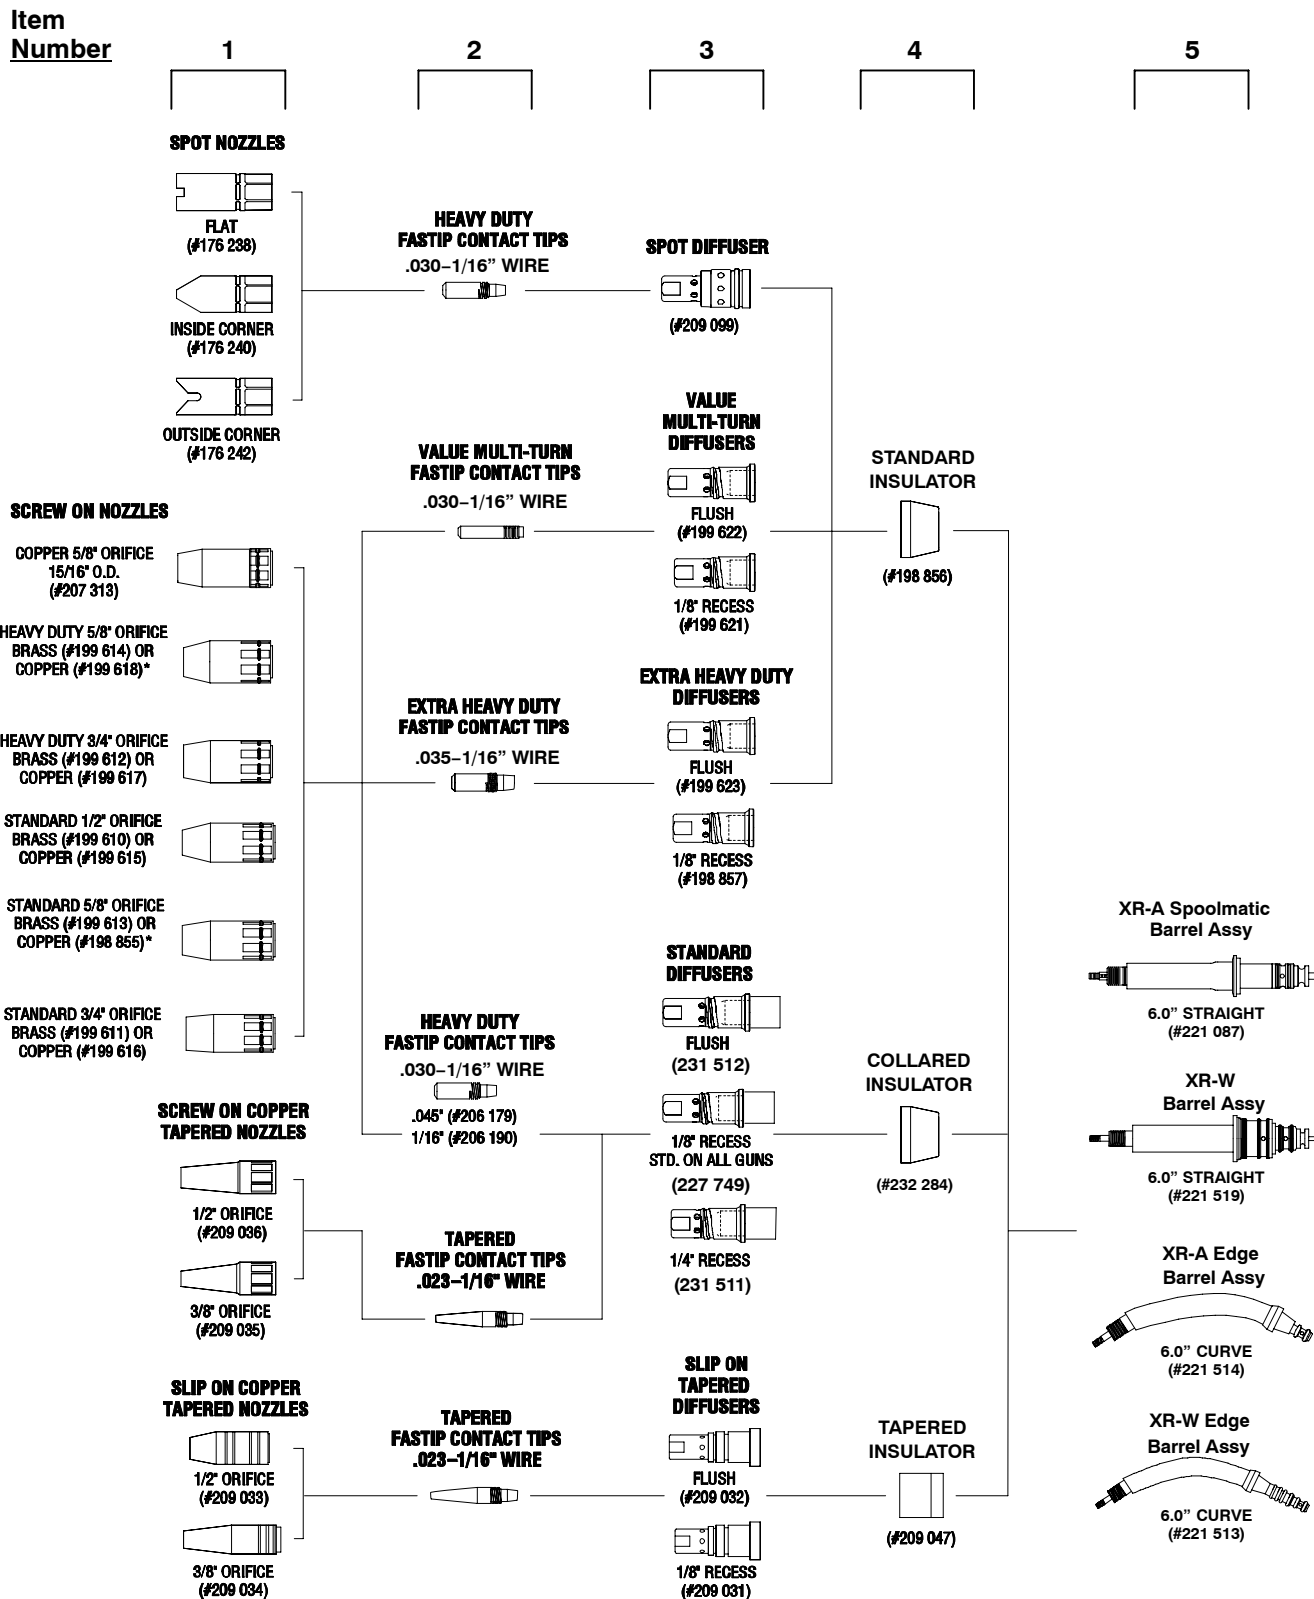 Item
Number
1
2
3
4
5
SPOT NOZZLES
FLAT
(#176 238)
INSIDE CORNER
(#176 240)
OUTSIDE CORNER
(#176 242)
SCREW ON NOZZLES
COPPER 5/8" ORIFICE
15/16" O.D.
(#207 313)
HEAVY DUTY 5/8" ORIFICE
BRASS (#199 614) OR
COPPER (#199 618)*
HEAVY DUTY 3/4" ORIFICE
BRASS (#199 612) OR
COPPER (#199 617)
STANDARD 1/2" ORIFICE
BRASS (#199 610) OR
COPPER (#199 615)
STANDARD 5/8" ORIFICE
BRASS (#199 613) OR
COPPER (#198 855)*
STANDARD 3/4" ORIFICE
BRASS (#199 611) OR
COPPER (#199 616)
SCREW ON COPPER
TAPERED NOZZLES
1/2" ORIFICE
(#209 036)
3/8" ORIFICE
(#209 035)
SLIP ON COPPER
TAPERED NOZZLES
1/2" ORIFICE
(#209 033)
3/8" ORIFICE
(#209 034)
HEAVY DUTY
FASTIP CONTACT TIPS
.030–1/16” WIRE
VALUE MULTI-TURN
FASTIP CONTACT TIPS
.030–1/16” WIRE
EXTRA HEAVY DUTY
FASTIP CONTACT TIPS
.035–1/16” WIRE
HEAVY DUTY
FASTIP CONTACT TIPS
.030–1/16” WIRE
.045" (#206 179)
1/16" (#206 190)
TAPERED
FASTIP CONTACT TIPS
.023–1/16" WIRE
TAPERED
FASTIP CONTACT TIPS
.023–1/16" WIRE
SPOT DIFFUSER
(#209 099)
VALUE
MULTI-TURN
DIFFUSERS
FLUSH
(#199 622)
1/8" RECESS
(#199 621)
EXTRA HEAVY DUTY
DIFFUSERS
FLUSH
(#199 623)
1/8" RECESS
(#198 857)
STANDARD
DIFFUSERS
FLUSH
(231 512)
1/8" RECESS
STD. ON ALL GUNS
(227 749)
1/4" RECESS
(231 511)
SLIP ON
TAPERED
DIFFUSERS
FLUSH
(#209 032)
1/8" RECESS
(#209 031)
STANDARD
INSULATOR
(#198 856)
COLLARED
INSULATOR
(#232 284)
TAPERED
INSULATOR
(#209 047)
XR-A Spoolmatic
Barrel Assy
6.0” STRAIGHT
(#221 087)
XR-W
Barrel Assy
6.0” STRAIGHT
(#221 519)
XR-A Edge
Barrel Assy
6.0” CURVE
(#221 514)
XR-W Edge
Barrel Assy
6.0” CURVE
(#221 513)